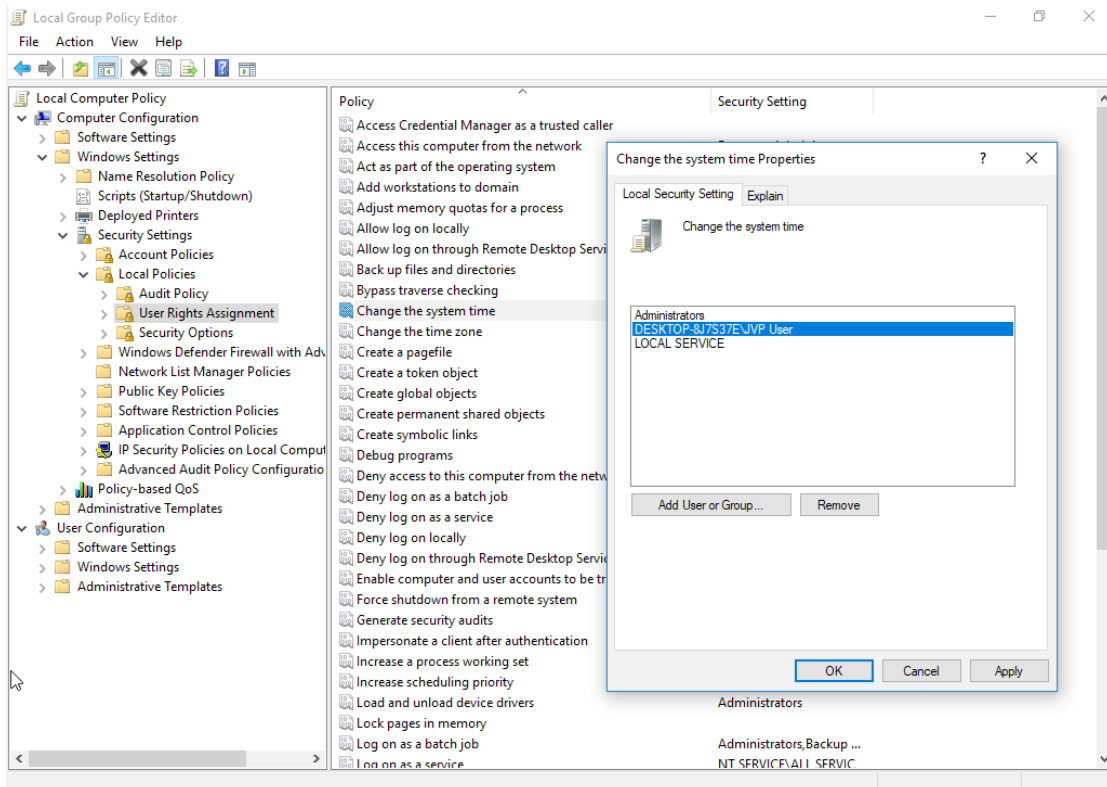 Local Group Policy Editor
File Action View Help
Local Computer Policy
Computer Configuration
Software Settings
Windows Settings
Name Resolution Policy
Scripts (Startup/Shutdown)
Deployed Printers
Security Settings
Account Policies
Local Policies
Audit Policy
User Rights Assignment
Security Options
Windows Defender Firewall with Adv
Network List Manager Policies
Public Key Policies
Software Restriction Policies
Application Control Policies
IP Security Policies on Local Comput
Advanced Audit Policy Configuratio
Policy-based QoS
Administrative Templates
User Configuration
Software Settings
Windows Settings
Administrative Templates
Policy Security Setting
Access Credential Manager as a trusted caller
Access this computer from the network
Act as part of the operating system
Add workstations to domain
Adjust memory quotas for a process
Allow log on locally
Allow log on through Remote Desktop Servi
Back up files and directories
Bypass traverse checking
Change the system time
Change the time zone
Create a pagefile
Create a token object
Create global objects
Create permanent shared objects
Create symbolic links
Debug programs
Deny access to this computer from the netw
Deny log on as a batch job
Deny log on as a service
Deny log on locally
Deny log on through Remote Desktop Servic
Enable computer and user accounts to be tr
Force shutdown from a remote system
Generate security audits
Impersonate a client after authentication
Increase a process working set
Increase scheduling priority
Load and unload device drivers Administrators
Lock pages in memory
Log on as a batch job Administrators,Backup ...
Log on as a service NT SERVICE\ALL SERVIC
Change the system time Properties
Local Security Setting Explain
Change the system time
Administrators
DESKTOP-8J7S37E\JVP User
LOCAL SERVICE
Add User or Group... Remove
OK Cancel Apply